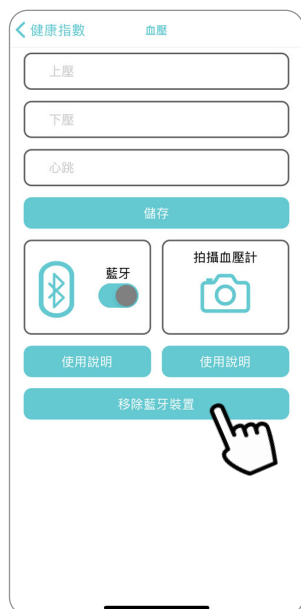 健康指數 血壓
上壓
下壓
心跳
儲存
藍牙
拍攝血壓計
使用說明 使用說明
移除藍牙裝置